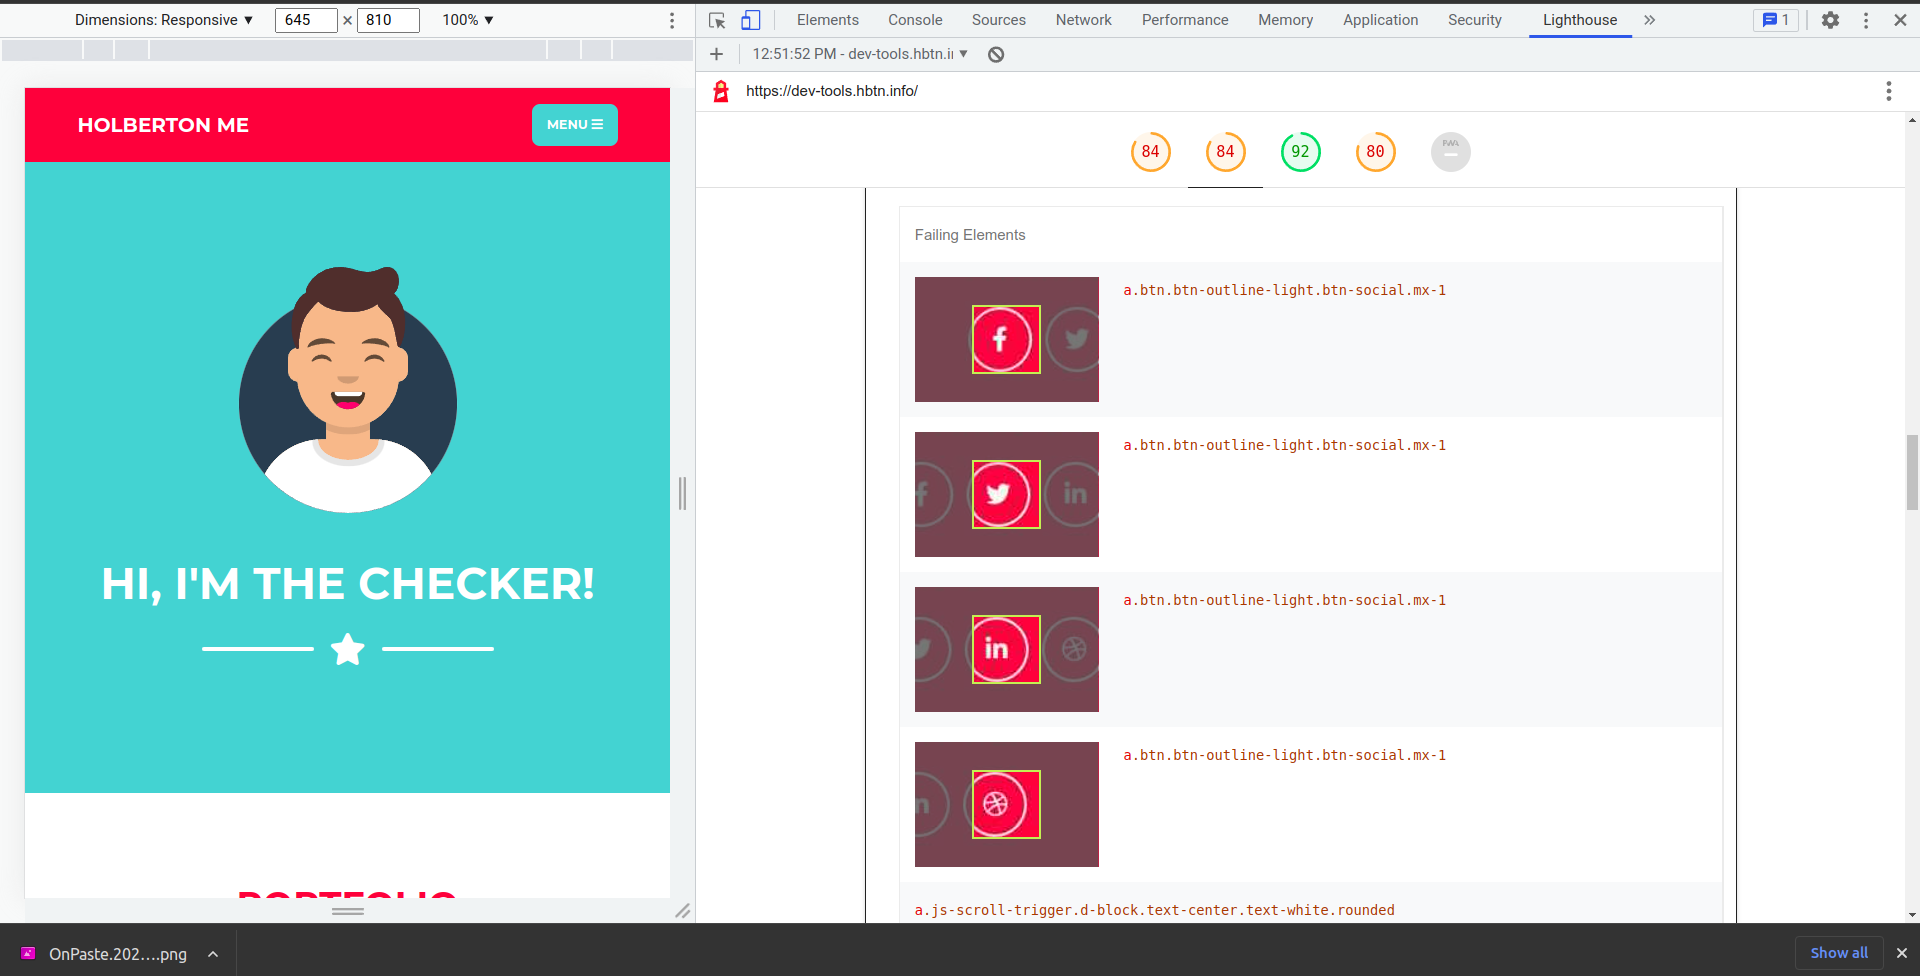 Dimensions: Responsive ▼ 645 × 810 100% ▼
Elements Console Sources Network Performance Memory Application Security Lighthouse » 1
+ 12:51:52 PM - dev-tools.hbtn.i ▼
https://dev-tools.hbtn.info/
84 84 92 80 PWA
HOLBERTON ME
MENU
HI, I'M THE CHECKER!
PORTFOLIO
Failing Elements
a.btn.btn-outline-light.btn-social.mx-1
a.btn.btn-outline-light.btn-social.mx-1
in
a.btn.btn-outline-light.btn-social.mx-1
in
a.btn.btn-outline-light.btn-social.mx-1
a.js-scroll-trigger.d-block.text-center.text-white.rounded
OnPaste.202....png
Show all